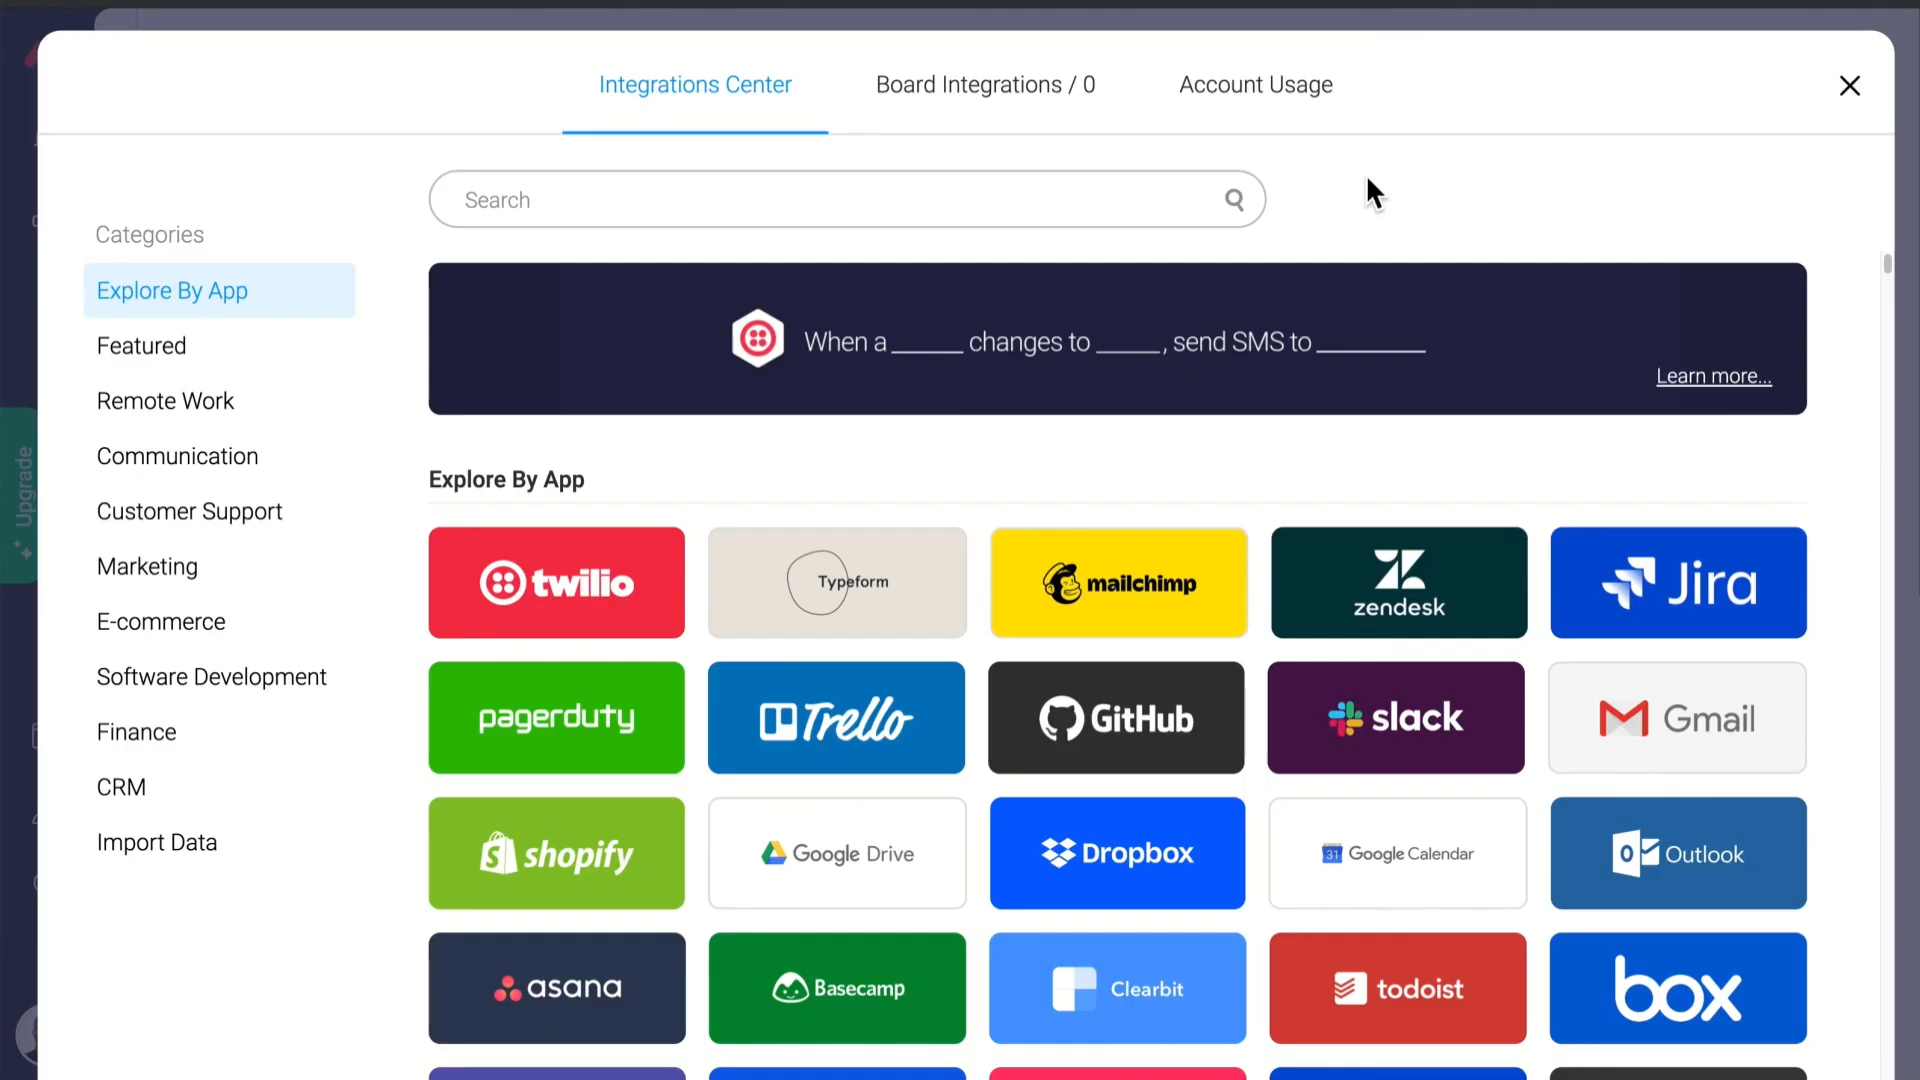 Integrations Center
Board Integrations / 0
Account Usage
Search
Categories
Explore By App
Featured
Remote Work
Communication
Customer Support
Marketing
E-commerce
Software Development
Finance
CRM
Import Data
Upgrade
When a ______ changes to _____, send SMS to _________
Learn more...
Explore By App
twilio
Typeform
mailchimp
zendesk
Jira
pagerduty
Trello
GitHub
slack
Gmail
shopify
Google Drive
Dropbox
31 Google Calendar
Outlook
asana
Basecamp
Clearbit
todoist
box